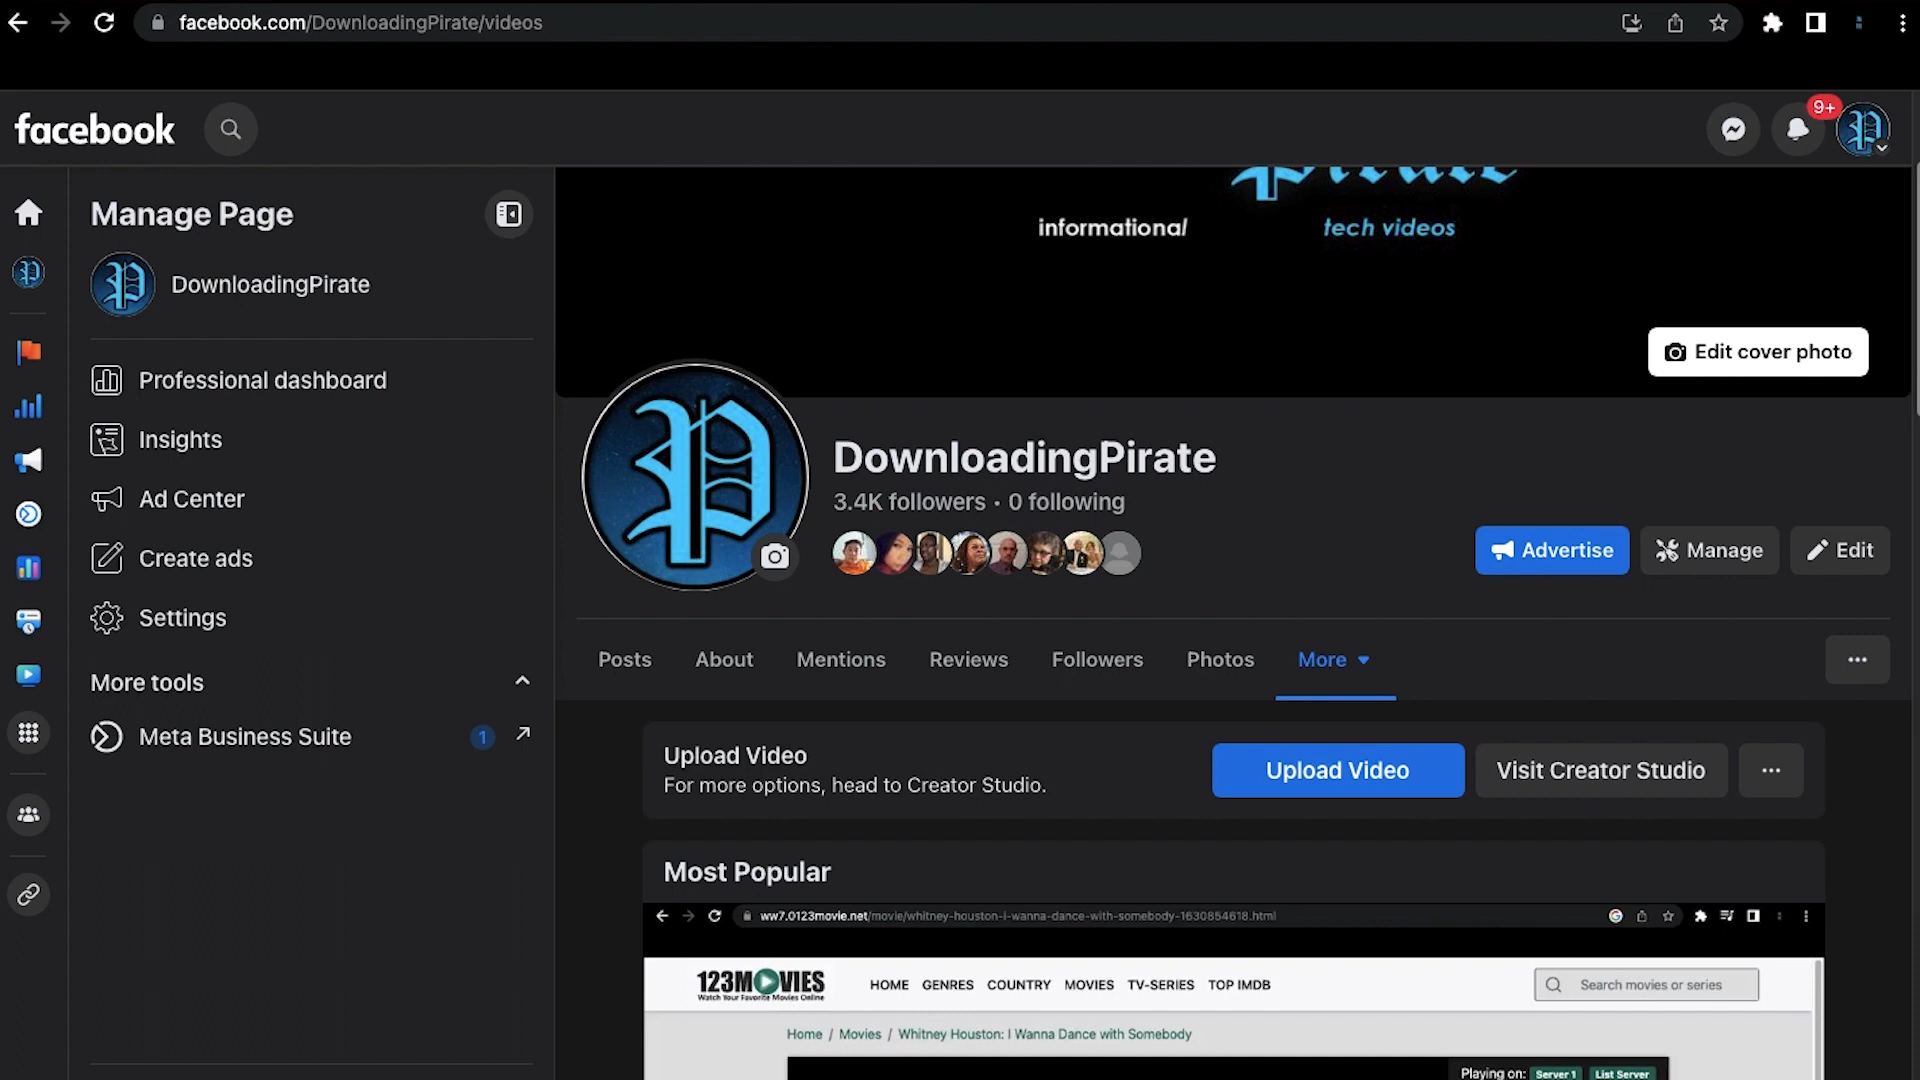 facebook.com/DownloadingPirate/videos
facebook
9+
Manage Page
DownloadingPirate
Professional dashboard
Insights
Ad Center
Create ads
Settings
More tools
Meta Business Suite
1
informational
tech videos
Edit cover photo
DownloadingPirate
3.4K followers · 0 following
Advertise
Manage
Edit
Posts
About
Mentions
Reviews
Followers
Photos
More
Upload Video
For more options, head to Creator Studio.
Upload Video
Visit Creator Studio
Most Popular
ww7.0123movie.net/movie/whitney-houston-i-wanna-dance-with-somebody-1630854618.html
123MOVIES
Watch Your Favorite Movies Online
HOME GENRES COUNTRY MOVIES TV-SERIES TOP IMDB
Search movies or series
Home / Movies / Whitney Houston: I Wanna Dance with Somebody
Playing on: Server 1 List Server